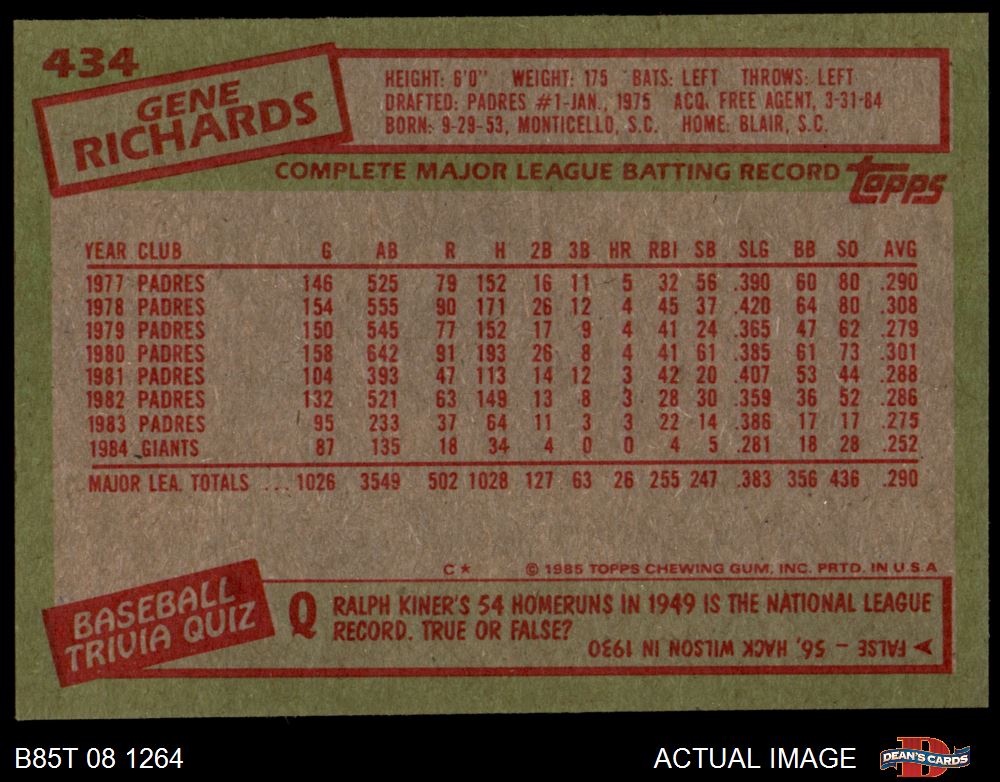 434
GENE
RICHARDS
HEIGHT: 6'0" WEIGHT: 175 BATS: LEFT THROWS: LEFT
DRAFTED: PADRES #1-JAN., 1975 ACQ. FREE AGENT, 3-31-84
BORN: 9-29-53, MONTICELLO, S.C. HOME: BLAIR, S.C.
COMPLETE MAJOR LEAGUE BATTING RECORD
Topps
YEAR CLUB G AB R H 2B 3B HR RBI SB SLG BB SO AVG
1977 PADRES 146 525 79 152 16 11 5 32 56 .390 60 80 .290
1978 PADRES 154 555 90 171 26 12 4 45 37 .420 64 80 .308
1979 PADRES 150 545 77 152 17 9 4 41 24 .365 47 62 .279
1980 PADRES 158 642 91 193 26 8 4 41 61 .385 61 73 .301
1981 PADRES 104 393 47 113 14 12 3 42 20 .407 53 44 .288
1982 PADRES 132 521 63 149 13 8 3 28 30 .359 36 52 .286
1983 PADRES 95 233 37 64 11 3 3 22 14 .386 17 17 .275
1984 GIANTS 87 135 18 34 4 0 0 4 5 .281 18 28 .252
MAJOR LEA. TOTALS ... 1026 3549 502 1028 127 63 26 255 247 .383 356 436 .290
C* © 1985 TOPPS CHEWING GUM, INC. PRTD. IN U.S.A
BASEBALL
TRIVIA QUIZ
Q RALPH KINER'S 54 HOMERUNS IN 1949 IS THE NATIONAL LEAGUE
RECORD. TRUE OR FALSE?
FALSE – 56, HACK WILSON IN 1930
B85T 08 1264
ACTUAL IMAGE
D
DEAN'S CARDS